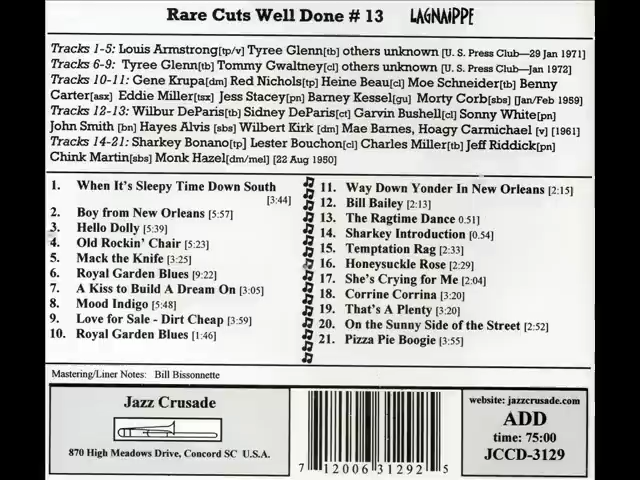 Rare Cuts Well Done # 13 LAGNAIPPE
Tracks 1-5: Louis Armstrong[tp/v] Tyree Glenn[tb] others unknown [U. S. Press Club—29 Jan 1971]
Tracks 6-9: Tyree Glenn[tb] Tommy Gwaltney[cl] others unknown [U. S. Press Club—Jan 1972]
Tracks 10-11: Gene Krupa[dm] Red Nichols[tp] Heine Beau[cl] Moe Schneider[tb] Benny
Carter[asx] Eddie Miller[tsx] Jess Stacey[pn] Barney Kessel[gu] Morty Corb[sbs] [Jan/Feb 1959]
Tracks 12-13: Wilbur DeParis[tb] Sidney DeParis[ct] Garvin Bushell[cl] Sonny White[pn]
John Smith [bn] Hayes Alvis [sbs] Wilbert Kirk [dm] Mae Barnes, Hoagy Carmichael [v] [1961]
Tracks 14-21: Sharkey Bonano[tp] Lester Bouchon[cl] Charles Miller[tb] Jeff Riddick[pn]
Chink Martin[sbs] Monk Hazel[dm/mel] [22 Aug 1950]
1. When It's Sleepy Time Down South
[3:44]
2. Boy from New Orleans [5:57]
3. Hello Dolly [5:39]
4. Old Rockin' Chair [5:23]
5. Mack the Knife [3:25]
6. Royal Garden Blues [9:22]
7. A Kiss to Build A Dream On [3:05]
8. Mood Indigo [5:48]
9. Love for Sale - Dirt Cheap [3:59]
10. Royal Garden Blues [1:46]
11. Way Down Yonder In New Orleans [2:15]
12. Bill Bailey [2:13]
13. The Ragtime Dance 0.51]
14. Sharkey Introduction [0.54]
15. Temptation Rag [2:33]
16. Honeysuckle Rose [2:29]
17. She's Crying for Me [2:04]
18. Corrine Corrina [3:20]
19. That's A Plenty [3:20]
20. On the Sunny Side of the Street [2:52]
21. Pizza Pie Boogie [3:55]
Mastering/Liner Notes: Bill Bissonnette
Jazz Crusade
870 High Meadows Drive, Concord SC U.S.A.
7 12006 31292 5
website: jazzcrusade.com
ADD
time: 75:00
JCCD-3129